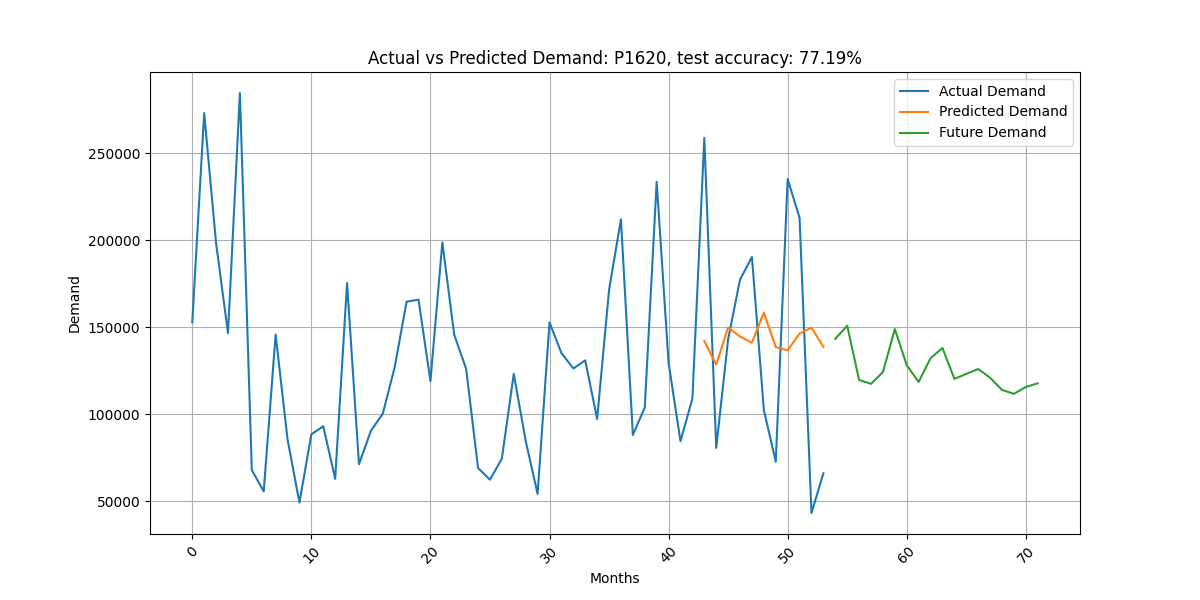 Actual vs Predicted Demand: P1620, test accuracy: 77.19%
Actual Demand
Predicted Demand
Future Demand
250000
200000
150000
100000
50000
Demand
0 10 20 30 40 50 60 70
Months